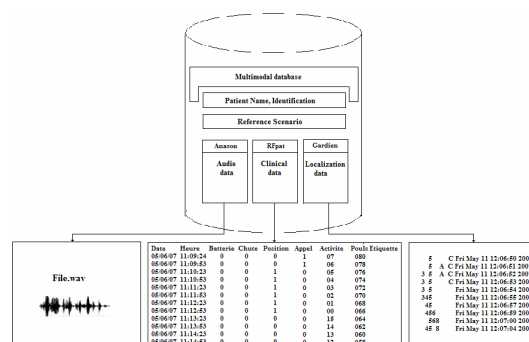 Multimodal database
Patient Name, Identification
Reference Scenario
Anason RFpat Gardien
Audio data Clinical data Localization data
File.wav
Date Heure Batterie Chute Position Appel Activite Pouls Etiquette
05/06/07 11:09:24 0 0 0 1 07 080
05/06/07 11:09:53 0 0 0 1 06 078
05/06/07 11:10:23 0 0 1 0 05 076
05/06/07 11:10:53 0 0 1 0 04 074
05/06/07 11:11:23 0 0 1 0 03 072
05/06/07 11:11:53 0 0 1 0 02 070
05/06/07 11:12:23 0 0 1 0 01 068
05/06/07 11:12:53 0 0 1 0 00 066
05/06/07 11:13:23 0 0 0 0 15 064
05/06/07 11:13:53 0 0 0 0 14 062
05/06/07 11:14:23 0 0 0 0 13 060
5 C Fri May 11 12:06:50 200
5 A C Fri May 11 12:06:51 200
3 5 A C Fri May 11 12:06:52 200
3 5 C Fri May 11 12:06:53 200
3 5 Fri May 11 12:06:54 200
345 Fri May 11 12:06:55 200
45 Fri May 11 12:06:57 200
456 Fri May 11 12:06:59 200
568 Fri May 11 12:07:00 200
45 8 Fri May 11 12:07:04 200